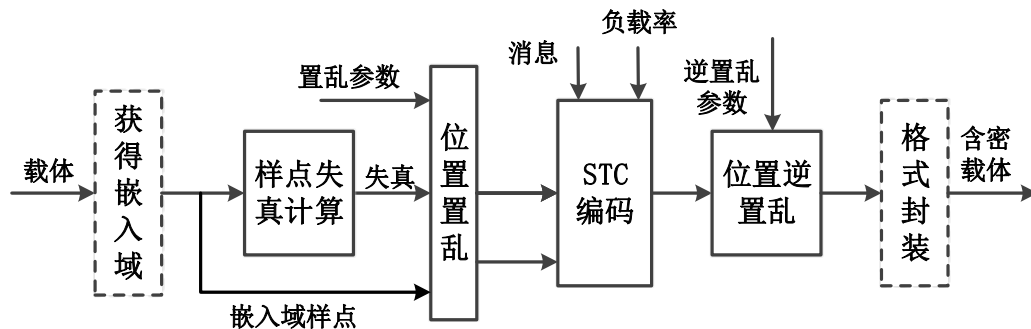 载体
获得嵌入域
样点失
真计算
失真
嵌入域样点
置乱参数
位置置乱
消息
负载率
STC
编码
逆置乱
参数
位置逆
置乱
格式封装
含密
载体